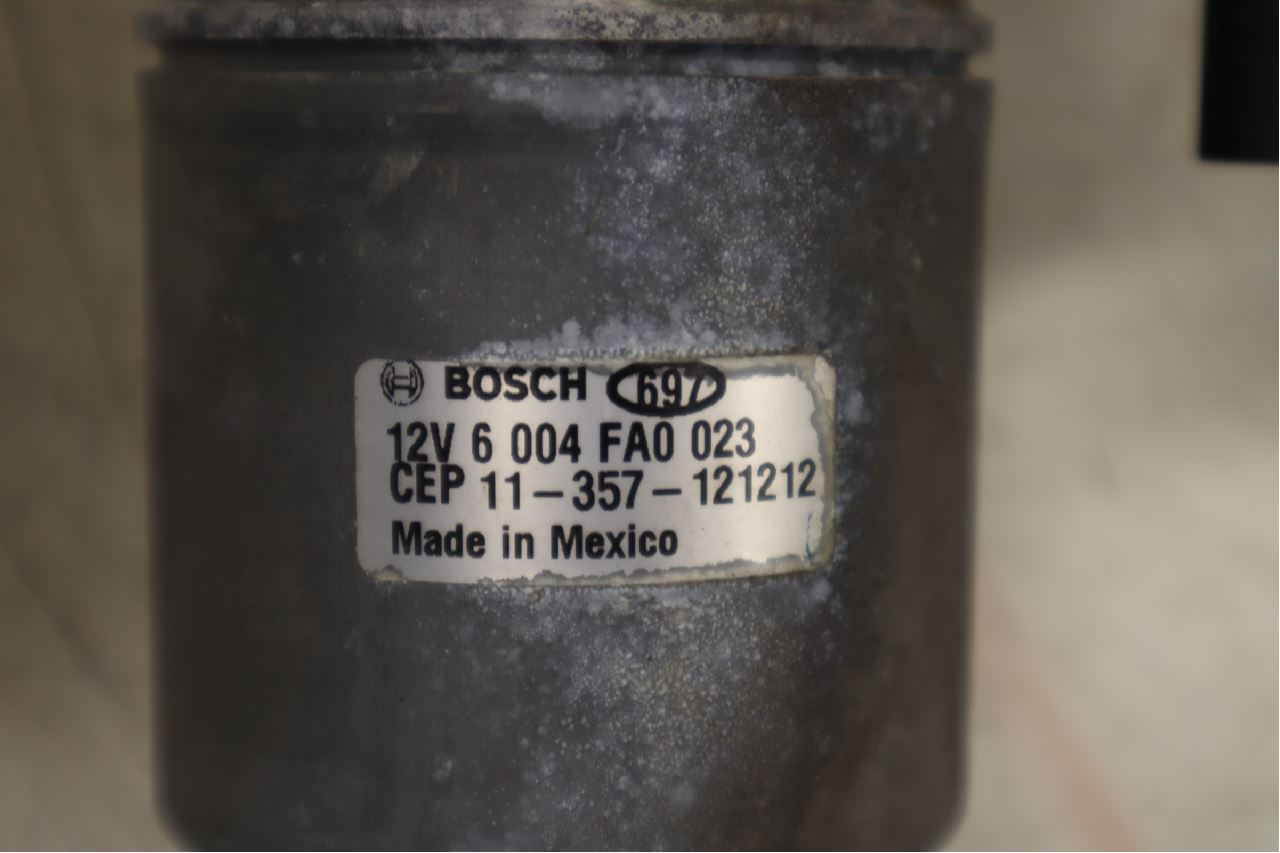 BOSCH 697
12V 6 004 FA0 023
CEP 11-357-121212
Made in Mexico